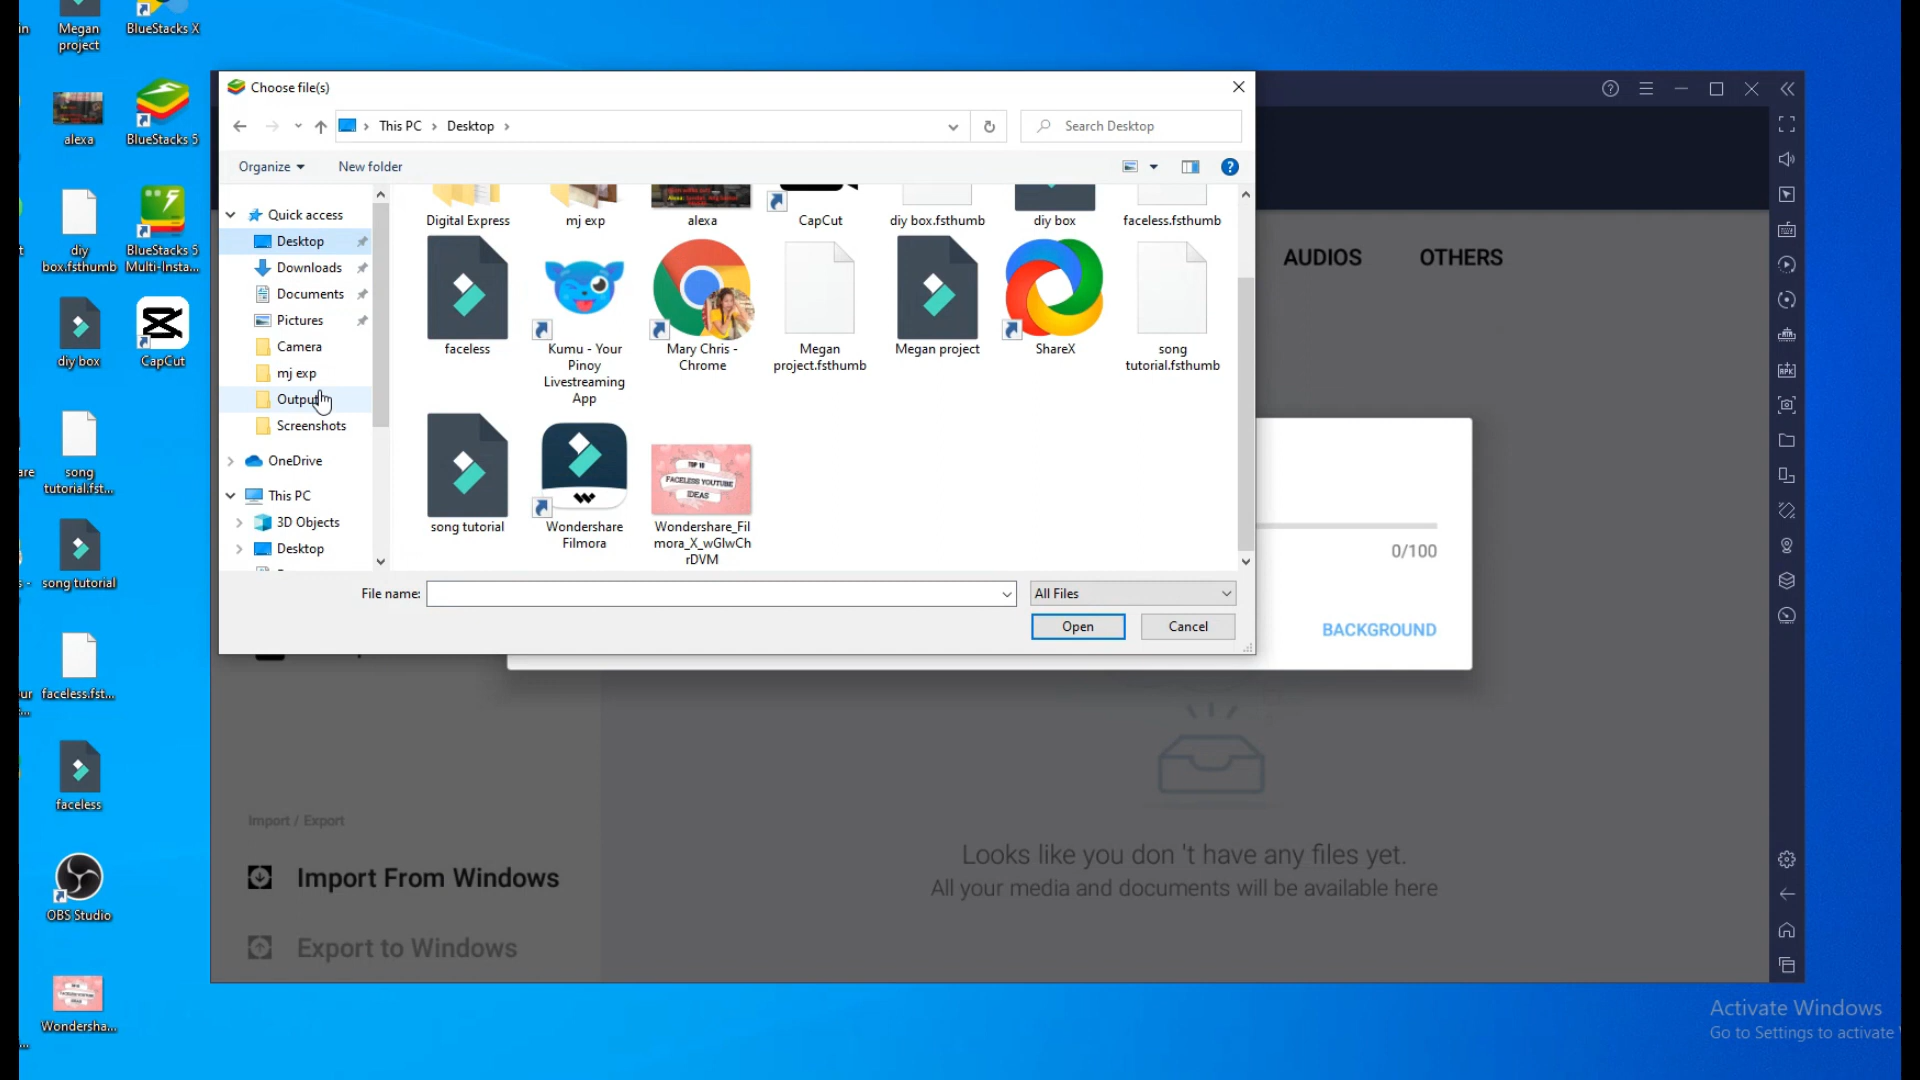 in
Megan
project
BlueStacks X
alexa
BlueStacks 5
diy
box.fsthumb
BlueStacks 5
Multi-Insta...
diy box
CapCut
song
tutorial.fst...
song tutorial
faceless.fst...
faceless
OBS Studio
Wondersha...
Choose file(s)
This PC
Desktop
Search Desktop
Organize
New folder
Quick access
Desktop
Downloads
Documents
Pictures
Camera
mj exp
Output
Screenshots
OneDrive
This PC
3D Objects
Desktop
Digital Express
mj exp
alexa
CapCut
diy box.fsthumb
diy box
faceless.fsthumb
faceless
Kumu - Your
Pinoy
Livestreaming
App
Mary Chris -
Chrome
Megan
project.fsthumb
Megan project
ShareX
song
tutorial.fsthumb
song tutorial
Wondershare
Filmora
TOP 10
FACELESS YOUTUBE
IDEAS
Wondershare_Fil
mora_X_wGlwCh
rDVM
File name:
All Files
Open
Cancel
AUDIOS
OTHERS
0/100
BACKGROUND
Import / Export
Import From Windows
Export to Windows
Looks like you don 't have any files yet.
All your media and documents will be available here
Activate Windows
Go to Settings to activate